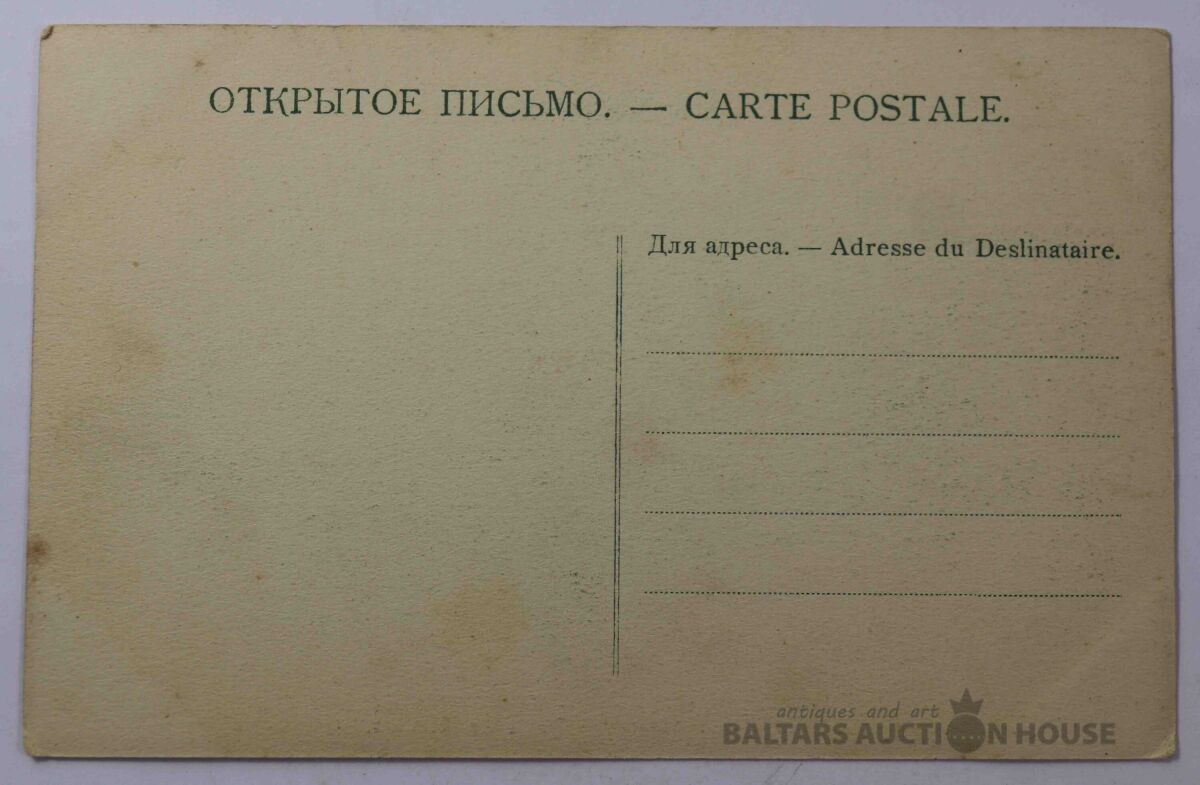 ОТКРЫТОЕ ПИСЬМО. — CARTE POSTALE.
Для адреса. — Adresse du Deslinataire.
antiques and art
BALTARS AUCTION HOUSE